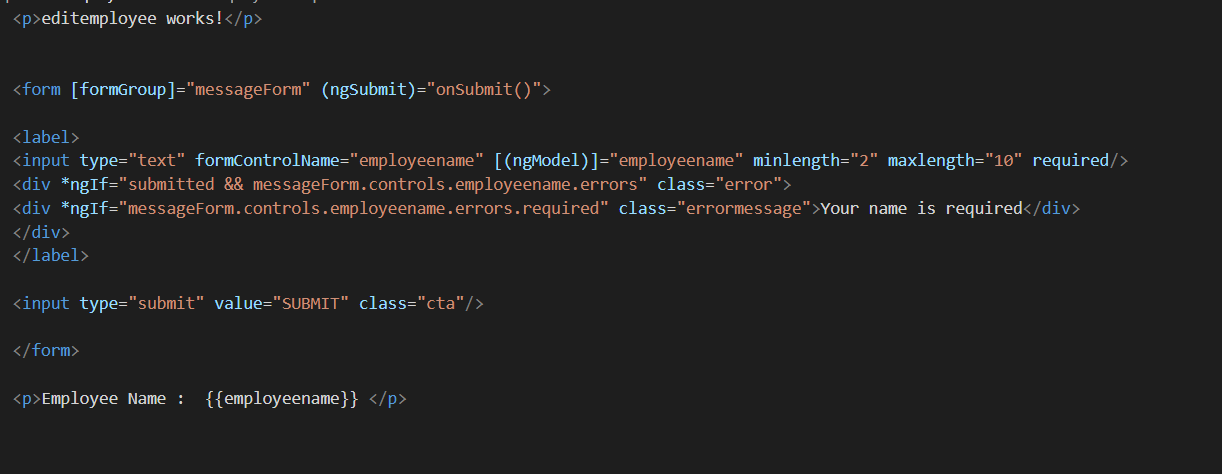 <p>editemployee works!</p>
<form [formGroup]="messageForm" (ngSubmit)="onSubmit()">
<label>
<input type="text" formControlName="employeename" [(ngModel)]="employeename" minlength="2" maxlength="10" required/>
<div *ngIf="submitted && messageForm.controls.employeename.errors" class="error">
<div *ngIf="messageForm.controls.employeename.errors.required" class="errormessage">Your name is required</div>
</div>
</label>
<input type="submit" value="SUBMIT" class="cta"/>
</form>
<p>Employee Name :  {{employeename}} </p>